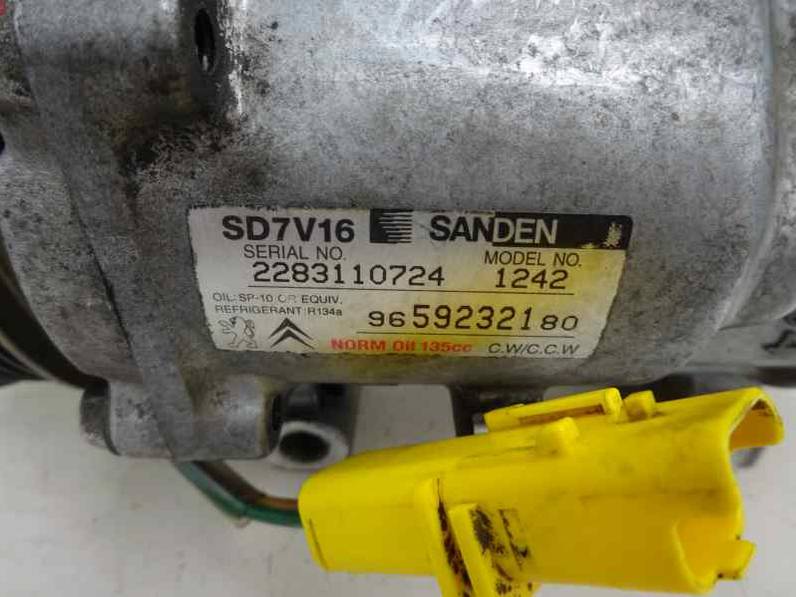 SD7V16 SANDEN
SERIAL NO. MODEL NO.
2283110724 1242
OIL: SP-10 OR EQUIV.
REFRIGERANT: R134a
9659232180
NORM Oil 135cc C.W/C.C.W